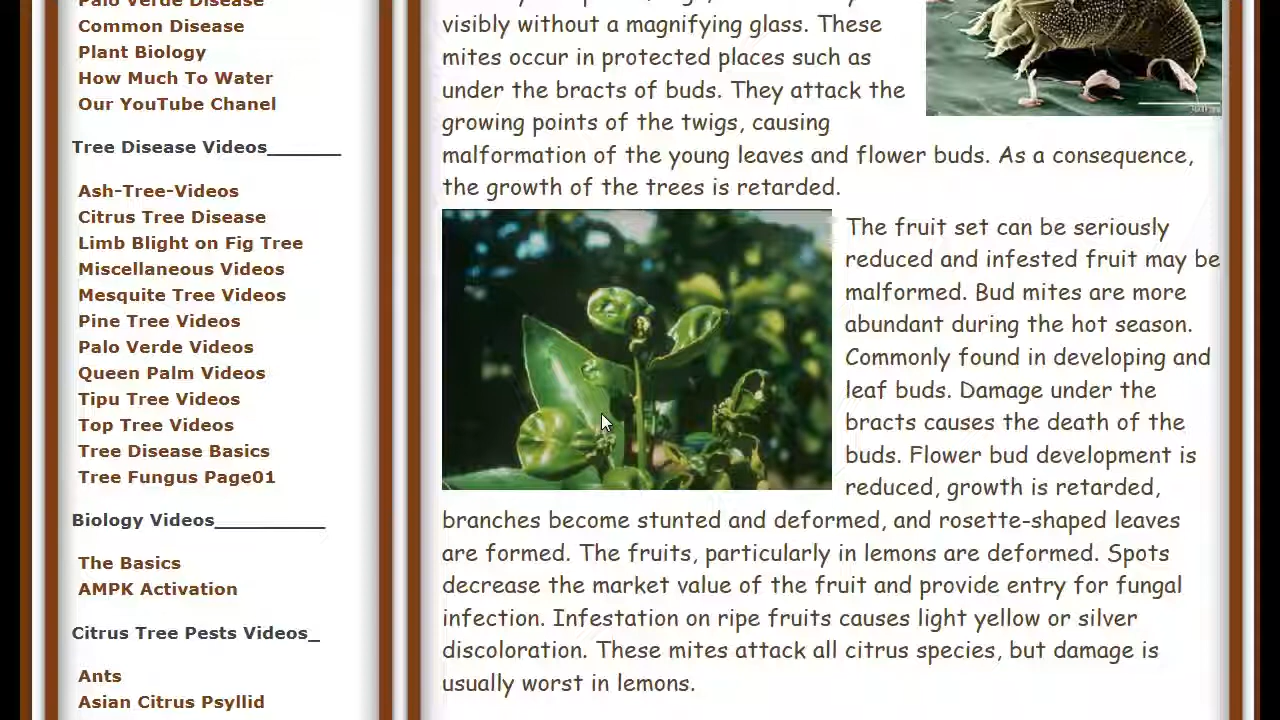 Common Disease
Plant Biology
How Much To Water
Our YouTube Chanel
Tree Disease Videos_______
Ash-Tree-Videos
Citrus Tree Disease
Limb Blight on Fig Tree
Miscellaneous Videos
Mesquite Tree Videos
Pine Tree Videos
Palo Verde Videos
Queen Palm Videos
Tipu Tree Videos
Top Tree Videos
Tree Disease Basics
Tree Fungus Page01
Biology Videos__________
The Basics
AMPK Activation
Citrus Tree Pests Videos_
Ants
Asian Citrus Psyllid
visibly without a magnifying glass. These
mites occur in protected places such as
under the bracts of buds. They attack the
growing points of the twigs, causing
malformation of the young leaves and flower buds. As a consequence,
the growth of the trees is retarded.
The fruit set can be seriously
reduced and infested fruit may be
malformed. Bud mites are more
abundant during the hot season.
Commonly found in developing and
leaf buds. Damage under the
bracts causes the death of the
buds. Flower bud development is
reduced, growth is retarded,
branches become stunted and deformed, and rosette-shaped leaves
are formed. The fruits, particularly in lemons are deformed. Spots
decrease the market value of the fruit and provide entry for fungal
infection. Infestation on ripe fruits causes light yellow or silver
discoloration. These mites attack all citrus species, but damage is
usually worst in lemons.